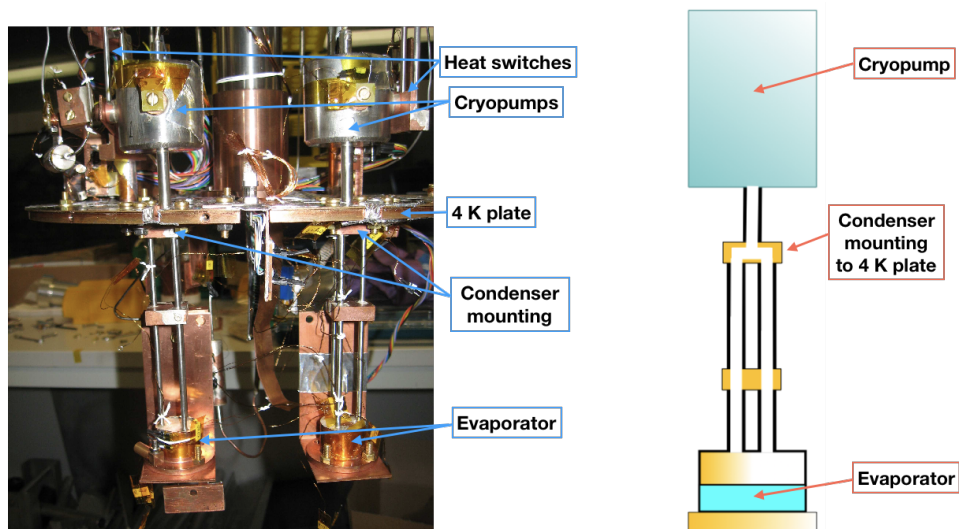 Heat switches
Cryopumps
4 K plate
Condenser
mounting
Evaporator
Cryopump
Condenser
mounting
to 4 K plate
Evaporator